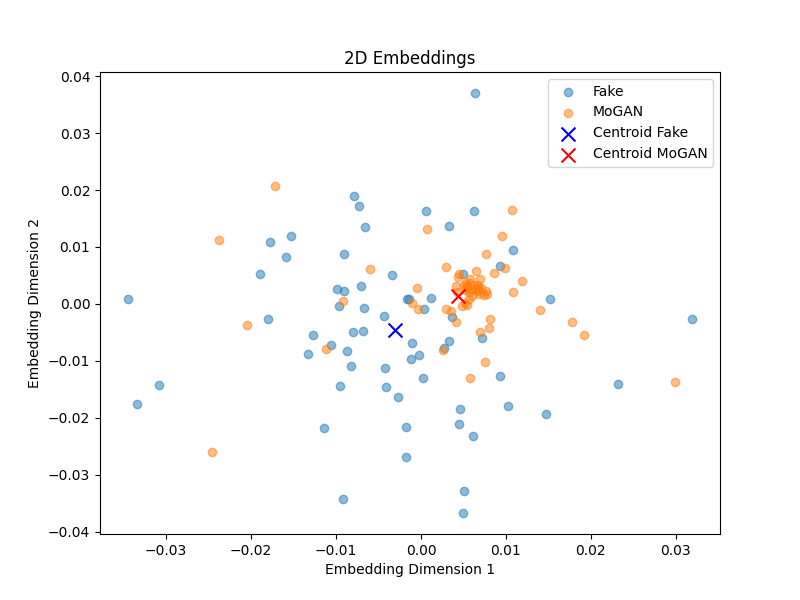 2D Embeddings
Fake
MoGAN
Centroid Fake
Centroid MoGAN
0.04
0.03
0.02
0.01
0.00
−0.01
−0.02
−0.03
−0.04
Embedding Dimension 2
−0.03
−0.02
−0.01
0.00
0.01
0.02
0.03
Embedding Dimension 1